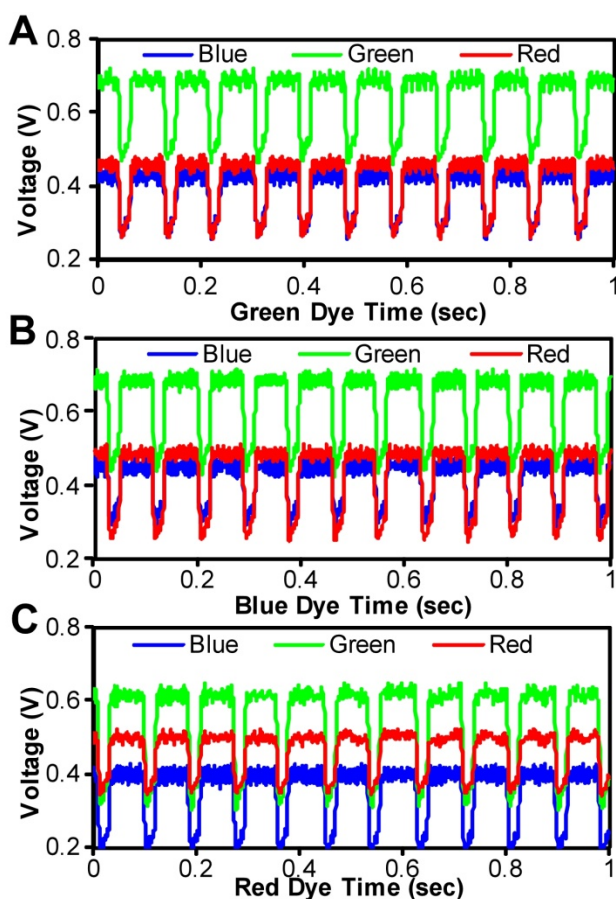 A
0.8
Blue Green Red
0.6
0.4
0.2
Voltage (V)
0 0.2 0.4 0.6 0.8 1
Green Dye Time (sec)
B
0.8
Blue Green Red
0.6
0.4
0.2
Voltage (V)
0 0.2 0.4 0.6 0.8 1
Blue Dye Time (sec)
C
0.8
Blue Green Red
0.6
0.4
0.2
Voltage (V)
0 0.2 0.4 0.6 0.8 1
Red Dye Time (sec)